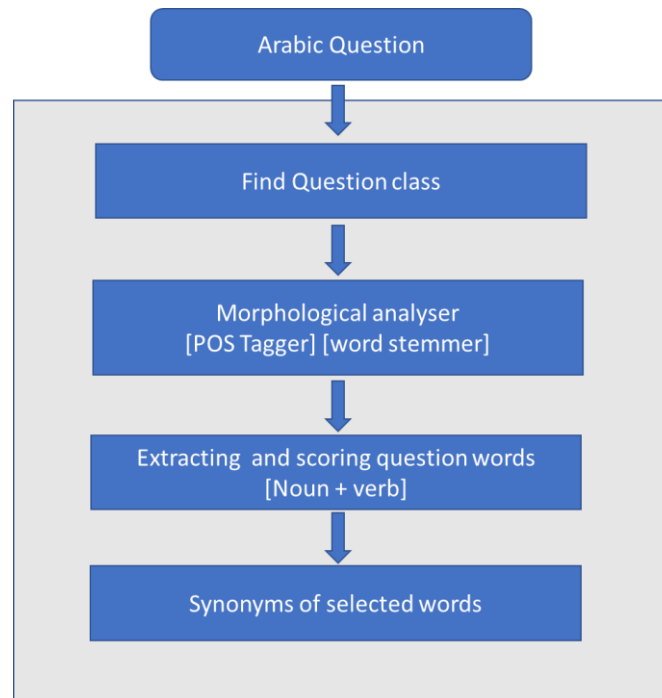 Arabic Question
Find Question class
Morphological analyser
[POS Tagger] [word stemmer]
Extracting and scoring question words
[Noun + verb]
Synonyms of selected words